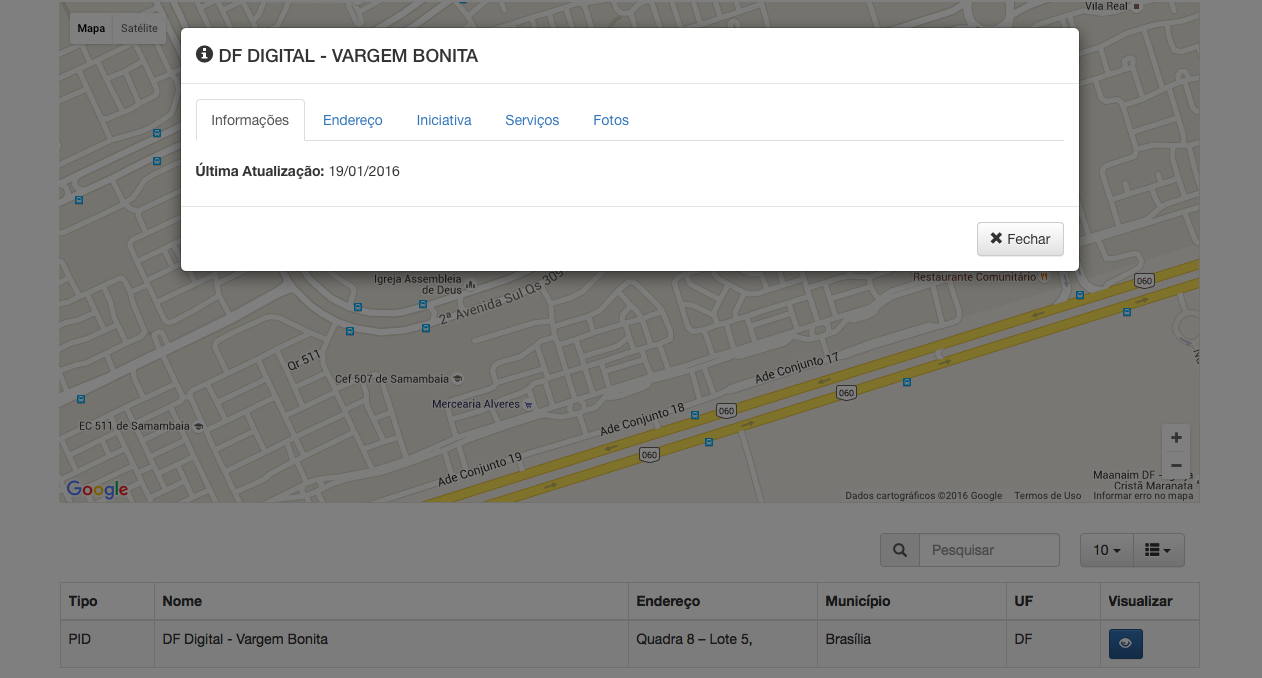 Vila Real
Mapa Satélite
DF DIGITAL - VARGEM BONITA
Informações Endereço Iniciativa Serviços Fotos
Última Atualização: 19/01/2016
Fechar
Igreja Assembleia
de Deus
2ª Avenida Sul Qs 309
Restaurante Comunitário
060
Qr 511
Ade Conjunto 17
Cef 507 de Samambaia
060
Mercearia Alveres
060
Ade Conjunto 18
EC 511 de Samambaia
060
Ade Conjunto 19
Maanaim DF -
Cristã Maranata
Google
Dados cartográficos ©2016 Google Termos de Uso Informar erro no mapa
Pesquisar 10
Tipo Nome Endereço Município UF Visualizar
PID DF Digital - Vargem Bonita Quadra 8 – Lote 5, Brasília DF